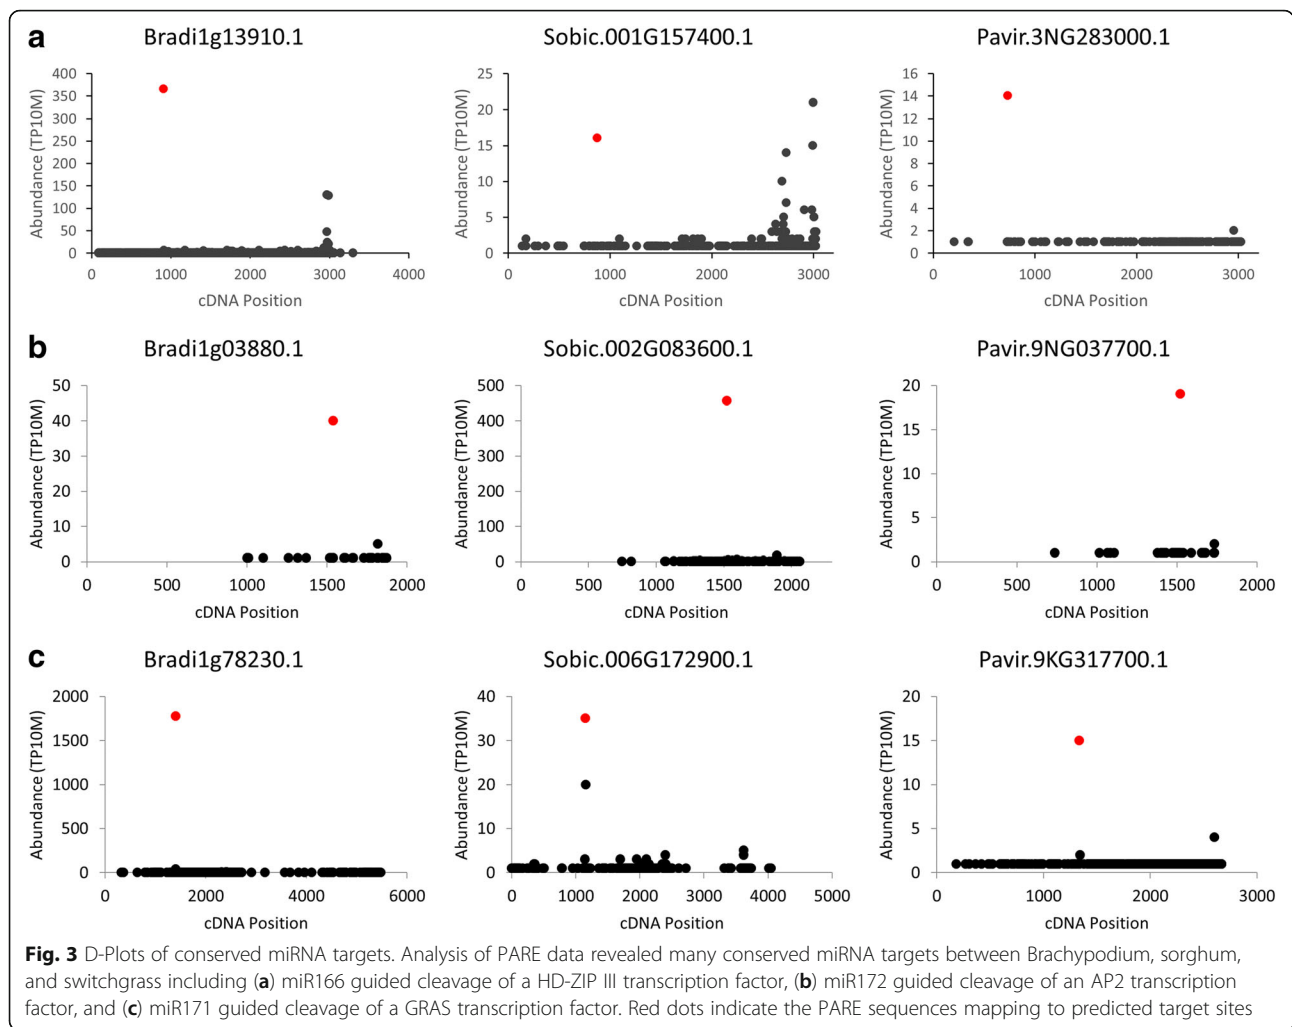 a
Bradi1g13910.1
Sobic.001G157400.1
Pavir.3NG283000.1
Abundance (TP10M)
400
350
300
250
200
150
100
50
0
0 1000 2000 3000 4000
cDNA Position
Abundance (TP10M)
25
20
15
10
5
0
0 1000 2000 3000
cDNA Position
Abundance (TP10M)
16
14
12
10
8
6
4
2
0
0 1000 2000 3000
cDNA Position
b
Bradi1g03880.1
Sobic.002G083600.1
Pavir.9NG037700.1
Abundance (TP10M)
50
40
30
20
10
0
0 500 1000 1500 2000
cDNA Position
Abundance (TP10M)
500
400
300
200
100
0
0 500 1000 1500 2000
cDNA Position
Abundance (TP10M)
20
15
10
5
0
0 500 1000 1500 2000
cDNA Position
c
Bradi1g78230.1
Sobic.006G172900.1
Pavir.9KG317700.1
Abundance (TP10M)
2000
1500
1000
500
0
0 2000 4000 6000
cDNA Position
Abundance (TP10M)
40
30
20
10
0
0 1000 2000 3000 4000 5000
cDNA Position
Abundance (TP10M)
20
15
10
5
0
0 1000 2000 3000
cDNA Position
Fig. 3 D-Plots of conserved miRNA targets. Analysis of PARE data revealed many conserved miRNA targets between Brachypodium, sorghum,
and switchgrass including (a) miR166 guided cleavage of a HD-ZIP III transcription factor, (b) miR172 guided cleavage of an AP2 transcription
factor, and (c) miR171 guided cleavage of a GRAS transcription factor. Red dots indicate the PARE sequences mapping to predicted target sites